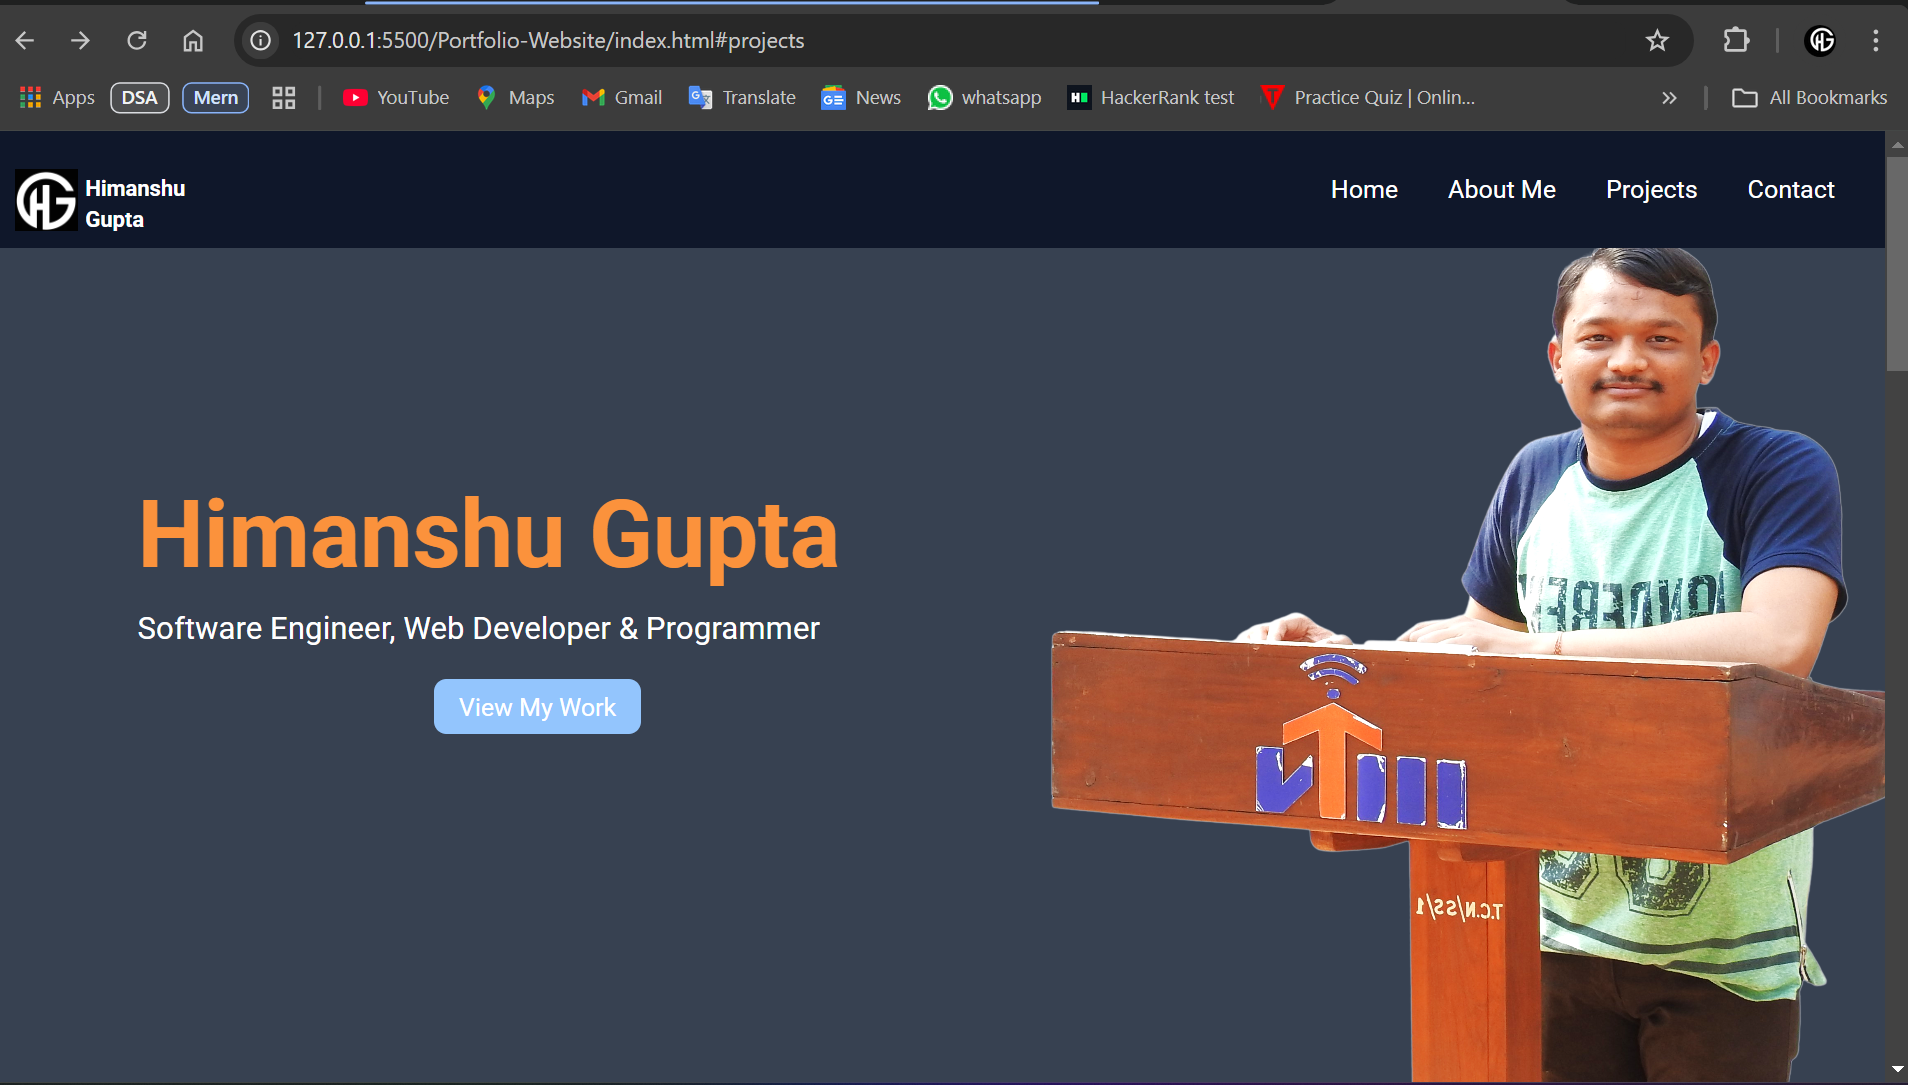 127.0.0.1:5500/Portfolio-Website/index.html#projects
Apps DSA Mern YouTube Maps Gmail Translate News whatsapp HackerRank test Practice Quiz | Onlin... All Bookmarks
Himanshu
Gupta
Home About Me Projects Contact
Himanshu Gupta
Software Engineer, Web Developer & Programmer
View My Work
T.C.N/SS/1